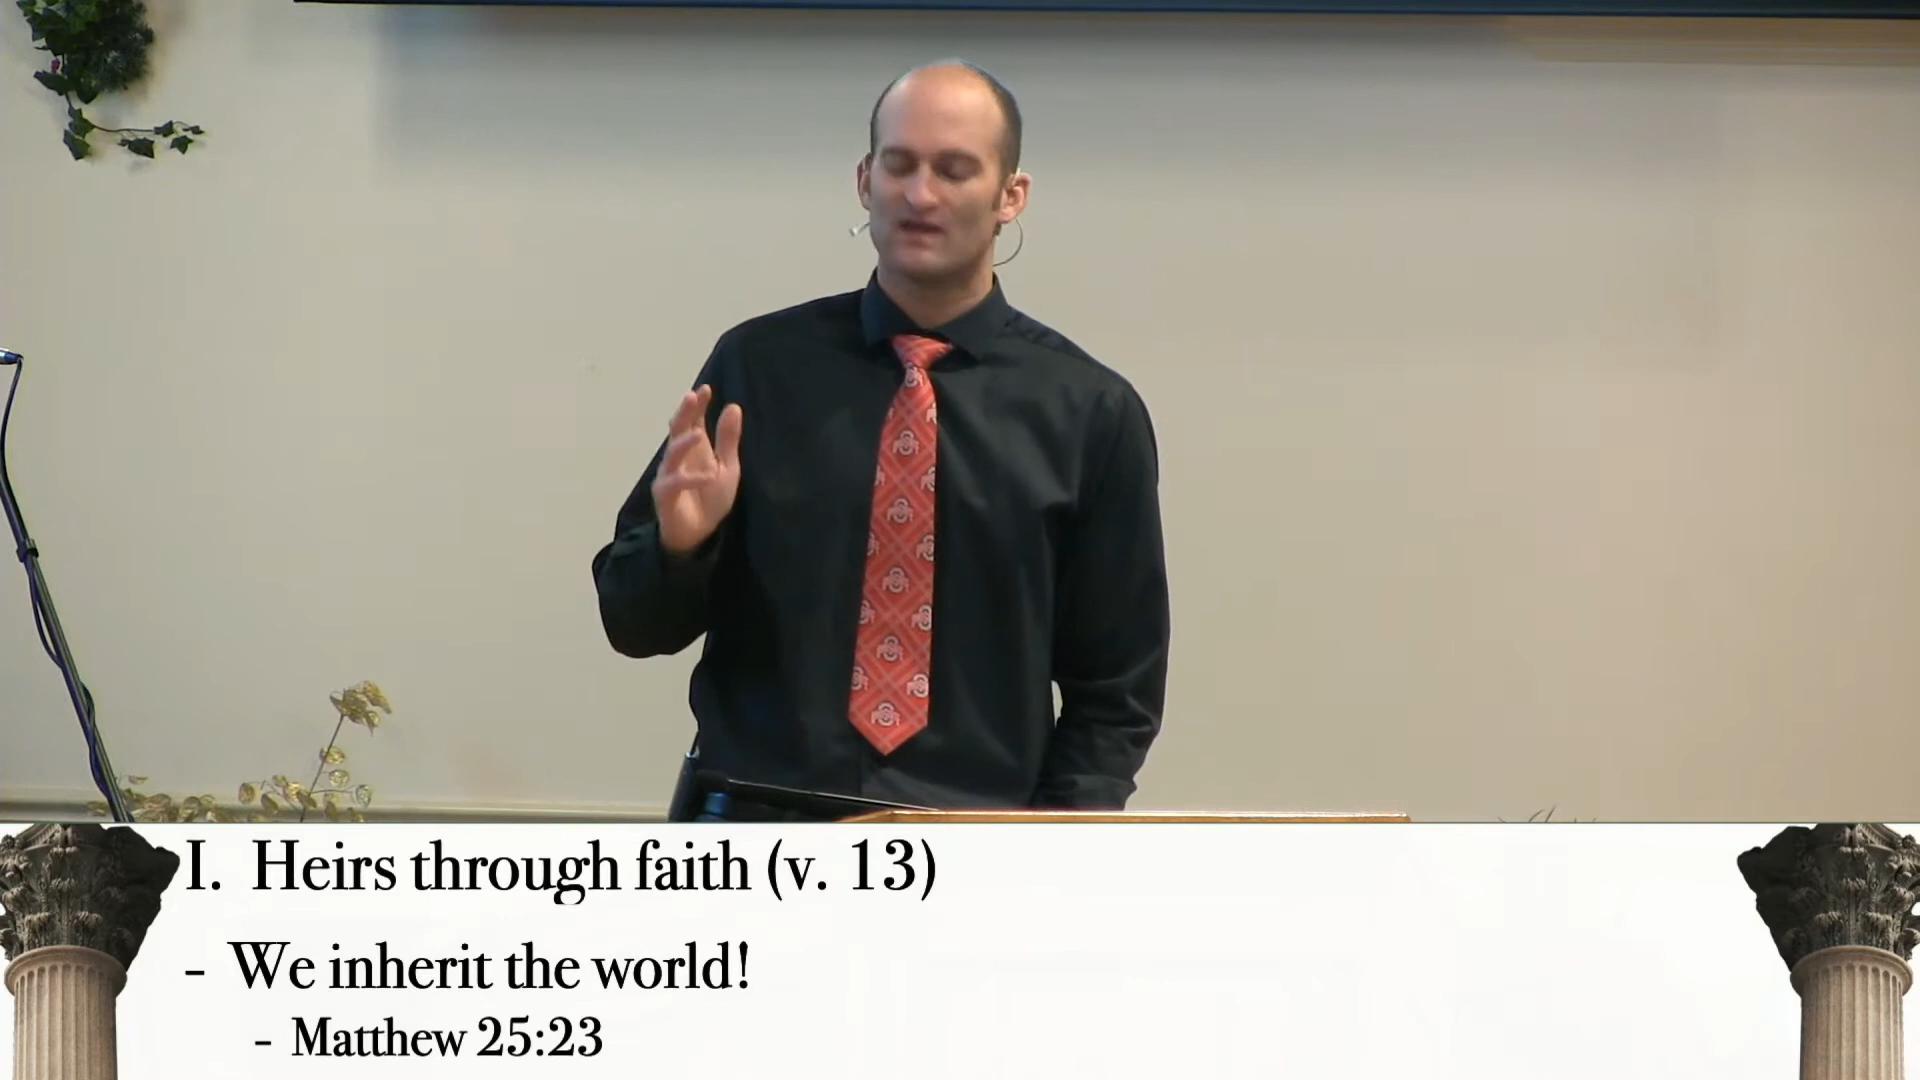 I. Heirs through faith (v. 13)
- We inherit the world!
- Matthew 25:23